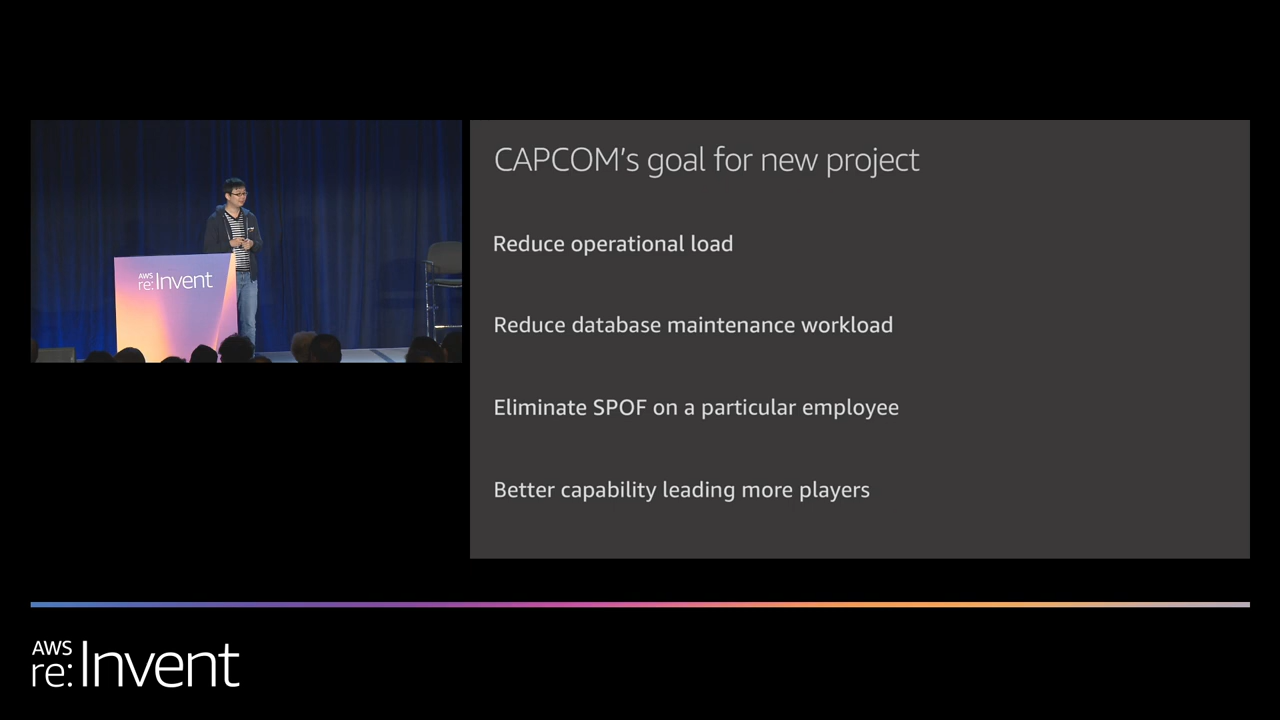 AWS
re:Invent
CAPCOM's goal for new project
Reduce operational load
Reduce database maintenance workload
Eliminate SPOF on a particular employee
Better capability leading more players
AWS
re:Invent